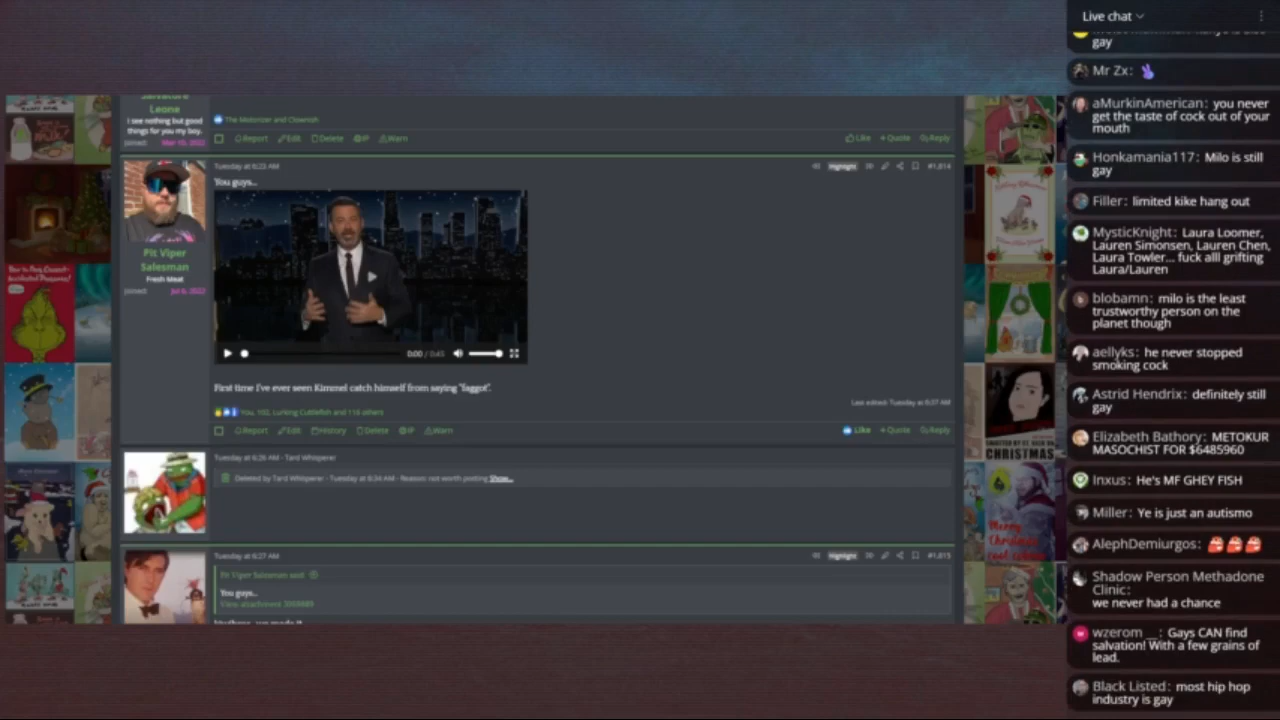 Live chat
gay
Mr Zx:
aMurkinAmerican: you never
get the taste of cock out of your
mouth
Honkamania117: Milo is still
gay
Filler: limited kike hang out
MysticKnight: Laura Loomer,
Lauren Simonsen, Lauren Chen,
Laura Towler... fuck alll grifting
Laura/Lauren
blobamn: milo is the least
trustworthy person on the
planet though
aellyks: he never stopped
smoking cock
Astrid Hendrix: definitely still
gay
Elizabeth Bathory: METOKUR
MASOCHIST FOR $6485960
Inxus: He's MF GHEY FISH
Miller: Ye is just an autismo
AlephDemiurgos:
Shadow Person Methadone
Clinic:
we never had a chance
wzerom __: Gays CAN find
salvation! With a few grains of
lead.
Black Listed: most hip hop
industry is gay
Salvatore
Leone
I see nothing but good
things for you my boy.
Joined:
The Meteorizer and Clownish
Report Edit Delete IP Warn
Like + Quote Reply
Tuesday at 6:23 AM
Highlight #1,814
You guys...
0:00 / 0:45
Pit Viper
Salesman
Fresh Meat
Joined: Jul 6, 2022
First time I've ever seen Kimmel catch himself from saying "faggot".
Last edited: Tuesday at 6:37 AM
You, 102, Lurking Cuttlefish and 116 others
Report Edit History Delete IP Warn
Like + Quote Reply
Tuesday at 6:26 AM · Tard Whisperer
Deleted by Tard Whisperer · Tuesday at 6:34 AM · Reason: not worth posting Show...
Tuesday at 6:27 AM
Highlight #1,815
Pit Viper Salesman said:
You guys...
View attachment
CHRISTMAS
Merry
Christmas